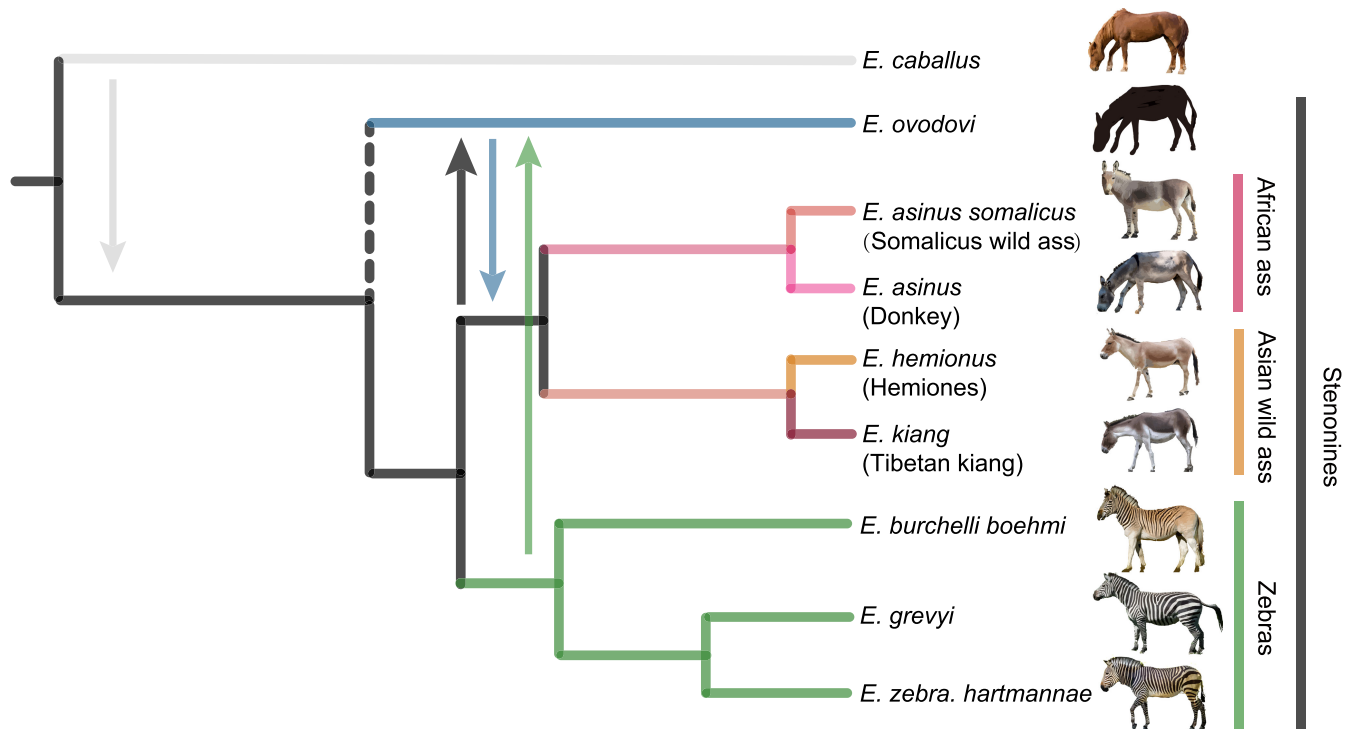 E. caballus
E. ovodovi
E. asinus somalicus
(Somalicus wild ass)
E. asinus
(Donkey)
E. hemionus
(Hemiones)
E. kiang
(Tibetan kiang)
E. burchelli boehmi
E. grevyi
E. zebra. hartmannae
African ass
Asian wild ass
Zebras
Stenonines